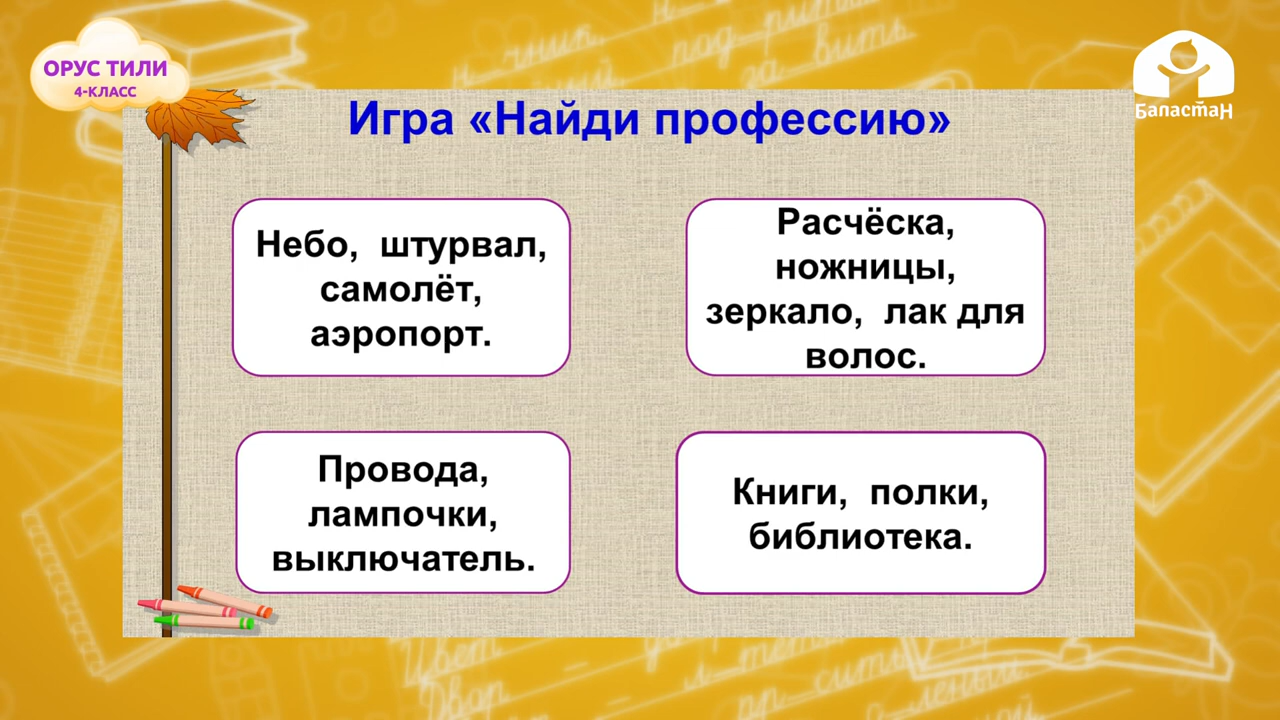 ОРУС ТИЛИ
4-КЛАСС
Баластан
Игра «Найди профессию»
Небо, штурвал,
самолёт,
аэропорт.
Расчёска,
ножницы,
зеркало, лак для
волос.
Провода,
лампочки,
выключатель.
Книги, полки,
библиотека.